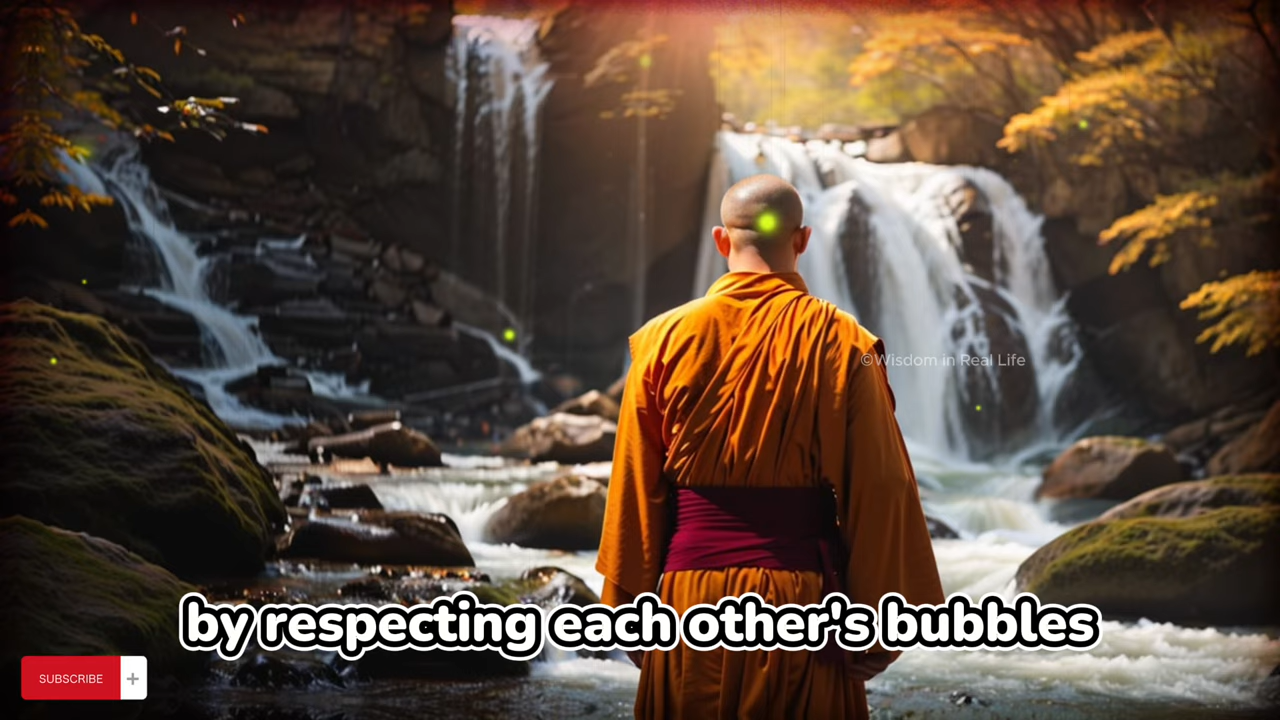 ©Wisdom in Real Life
by respecting each other's bubbles
SUBSCRIBE +